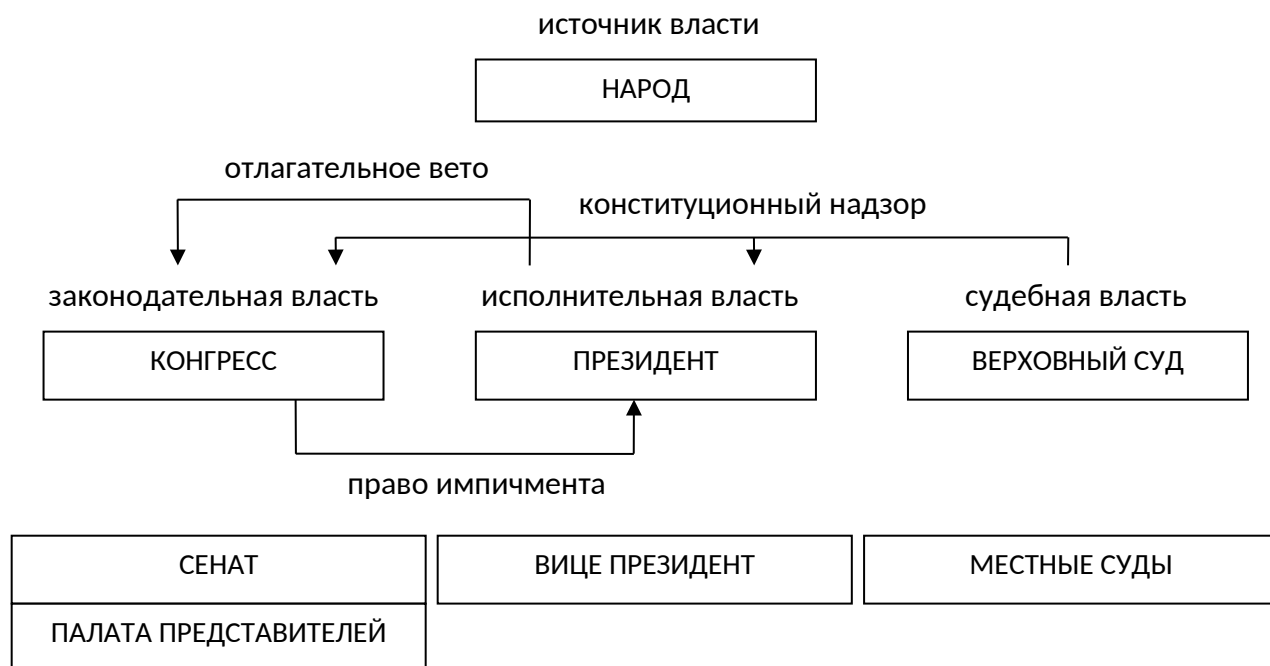 источник власти
НАРОД
отлагательное вето
конституционный надзор
законодательная власть
исполнительная власть
судебная власть
КОНГРЕСС
ПРЕЗИДЕНТ
ВЕРХОВНЫЙ СУД
право импичмента
СЕНАТ
ВИЦЕ ПРЕЗИДЕНТ
МЕСТНЫЕ СУДЫ
ПАЛАТА ПРЕДСТАВИТЕЛЕЙ